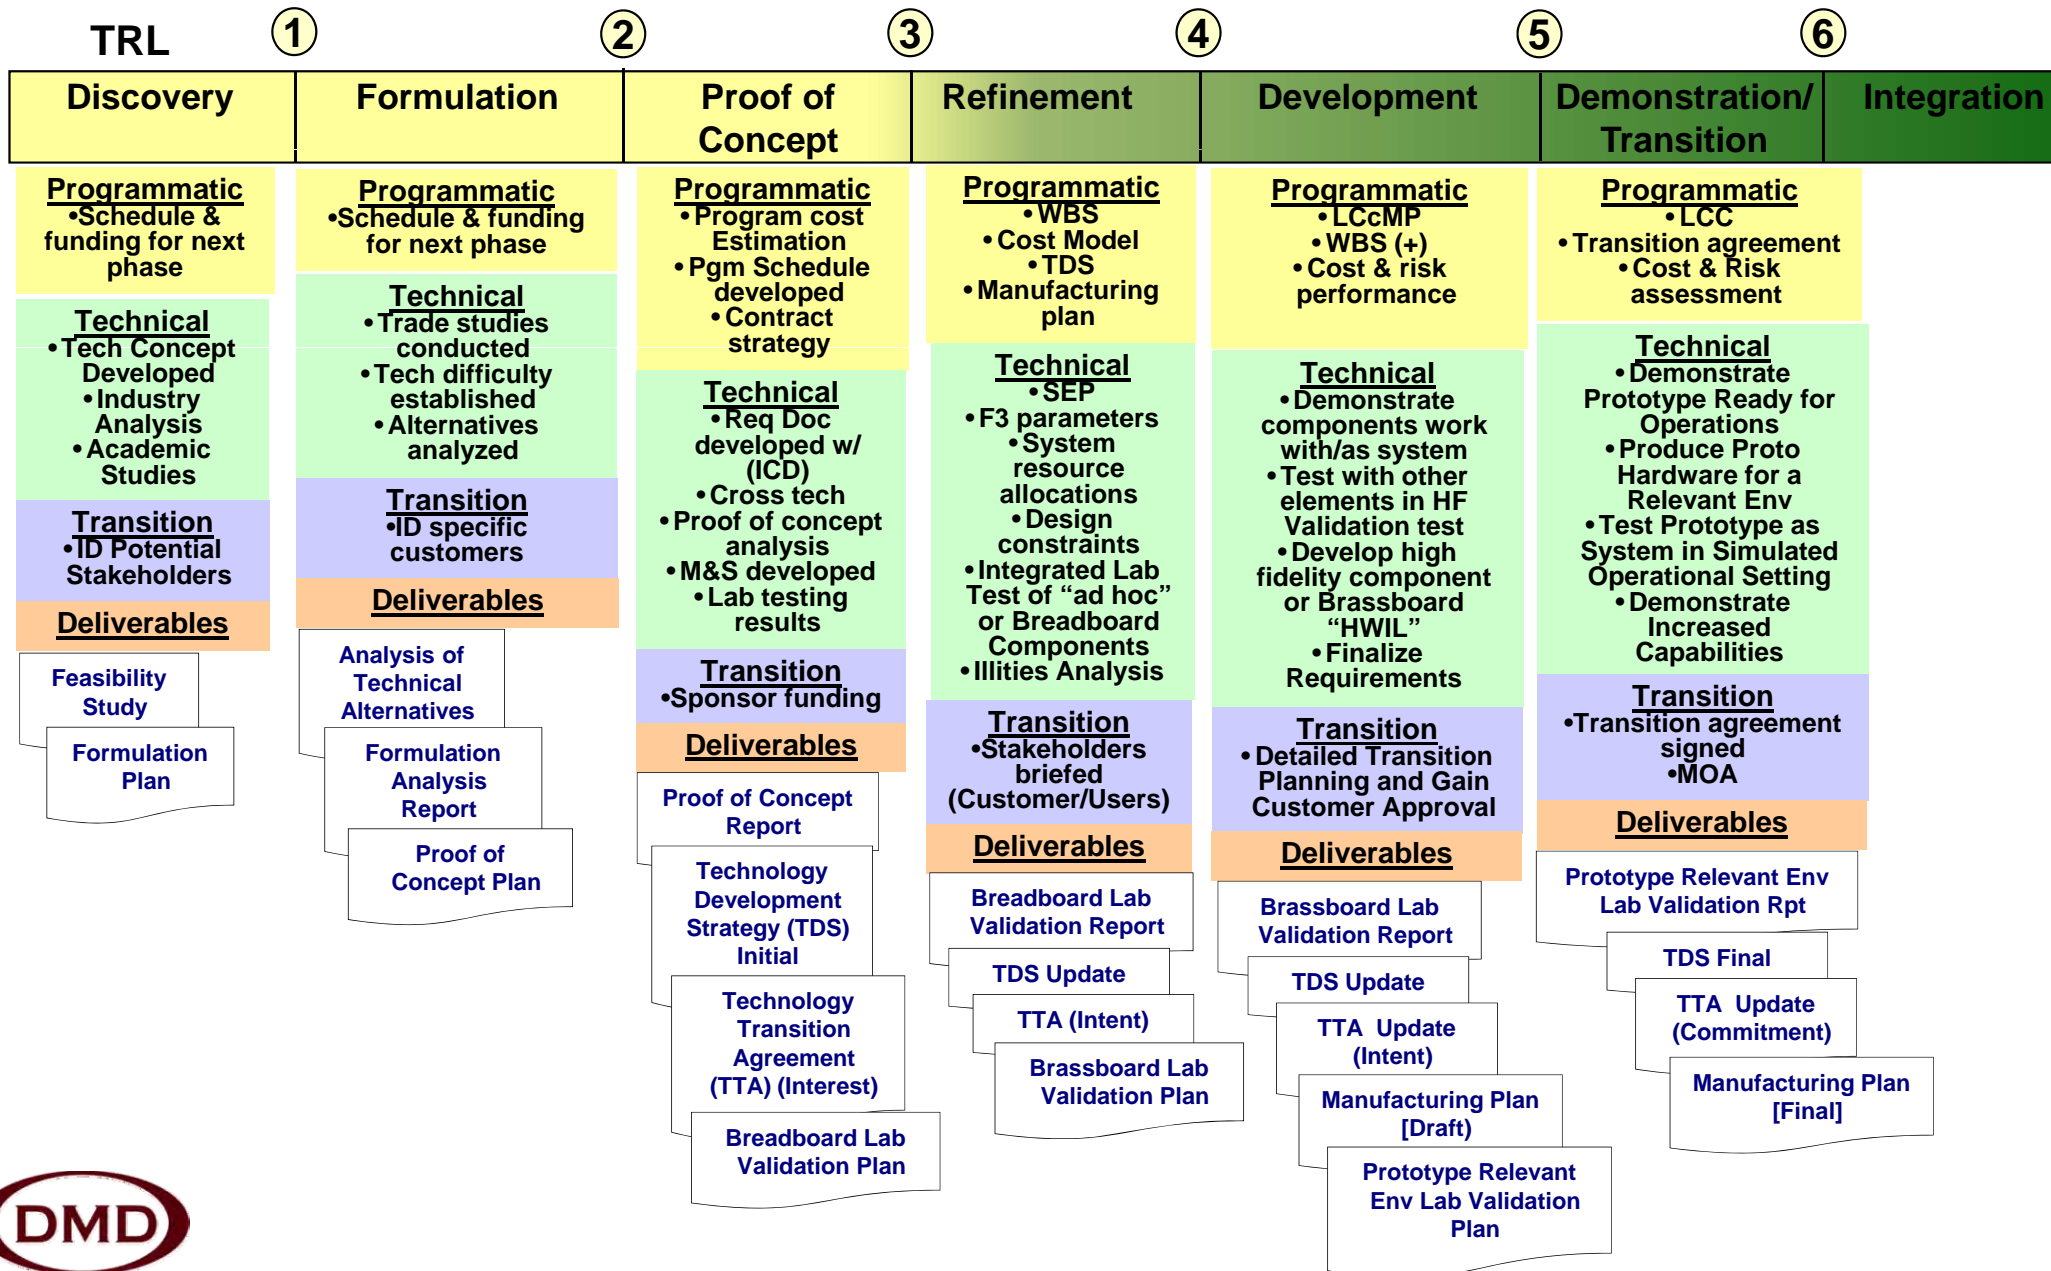 TRL
1
2
3
4
5
6
Discovery
Formulation
Proof of
Concept
Refinement
Development
Demonstration/
Transition
Integration
Programmatic
•Schedule &
funding for next
phase
Technical
•Tech Concept
Developed
•Industry
Analysis
•Academic
Studies
Transition
•ID Potential
Stakeholders
Deliverables
Feasibility
Study
Formulation
Plan
Programmatic
•Schedule & funding
for next phase
Technical
•Trade studies
conducted
•Tech difficulty
established
•Alternatives
analyzed
Transition
•ID specific
customers
Deliverables
Analysis of
Technical
Alternatives
Formulation
Analysis
Report
Proof of
Concept Plan
Programmatic
•Program cost
Estimation
•Pgm Schedule
developed
•Contract
strategy
Technical
•Req Doc
developed w/
(ICD)
•Cross tech
•Proof of concept
analysis
•M&S developed
•Lab testing
results
Transition
•Sponsor funding
Deliverables
Proof of Concept
Report
Technology
Development
Strategy (TDS)
Initial
Technology
Transition
Agreement
(TTA) (Interest)
Breadboard Lab
Validation Plan
Programmatic
•WBS
•Cost Model
•TDS
•Manufacturing
plan
Technical
•SEP
•F3 parameters
•System
resource
allocations
•Design
constraints
•Integrated Lab
Test of “ad hoc”
or Breadboard
Components
•Illities Analysis
Transition
•Stakeholders
briefed
(Customer/Users)
Deliverables
Breadboard Lab
Validation Report
TDS Update
TTA (Intent)
Brassboard Lab
Validation Plan
Programmatic
•LCcMP
•WBS (+)
•Cost & risk
performance
Technical
•Demonstrate
components work
with/as system
•Test with other
elements in HF
Validation test
•Develop high
fidelity component
or Brassboard
“HWIL”
•Finalize
Requirements
Transition
•Detailed Transition
Planning and Gain
Customer Approval
Deliverables
Brassboard Lab
Validation Report
TDS Update
TTA Update
(Intent)
Manufacturing Plan
[Draft)
Prototype Relevant
Env Lab Validation
Plan
Programmatic
•LCC
•Transition agreement
•Cost & Risk
assessment
Technical
•Demonstrate
Prototype Ready for
Operations
•Produce Proto
Hardware for a
Relevant Env
•Test Prototype as
System in Simulated
Operational Setting
•Demonstrate
Increased
Capabilities
Transition
•Transition agreement
signed
•MOA
Deliverables
Prototype Relevant Env
Lab Validation Rpt
TDS Final
TTA Update
(Commitment)
Manufacturing Plan
[Final]
DMD